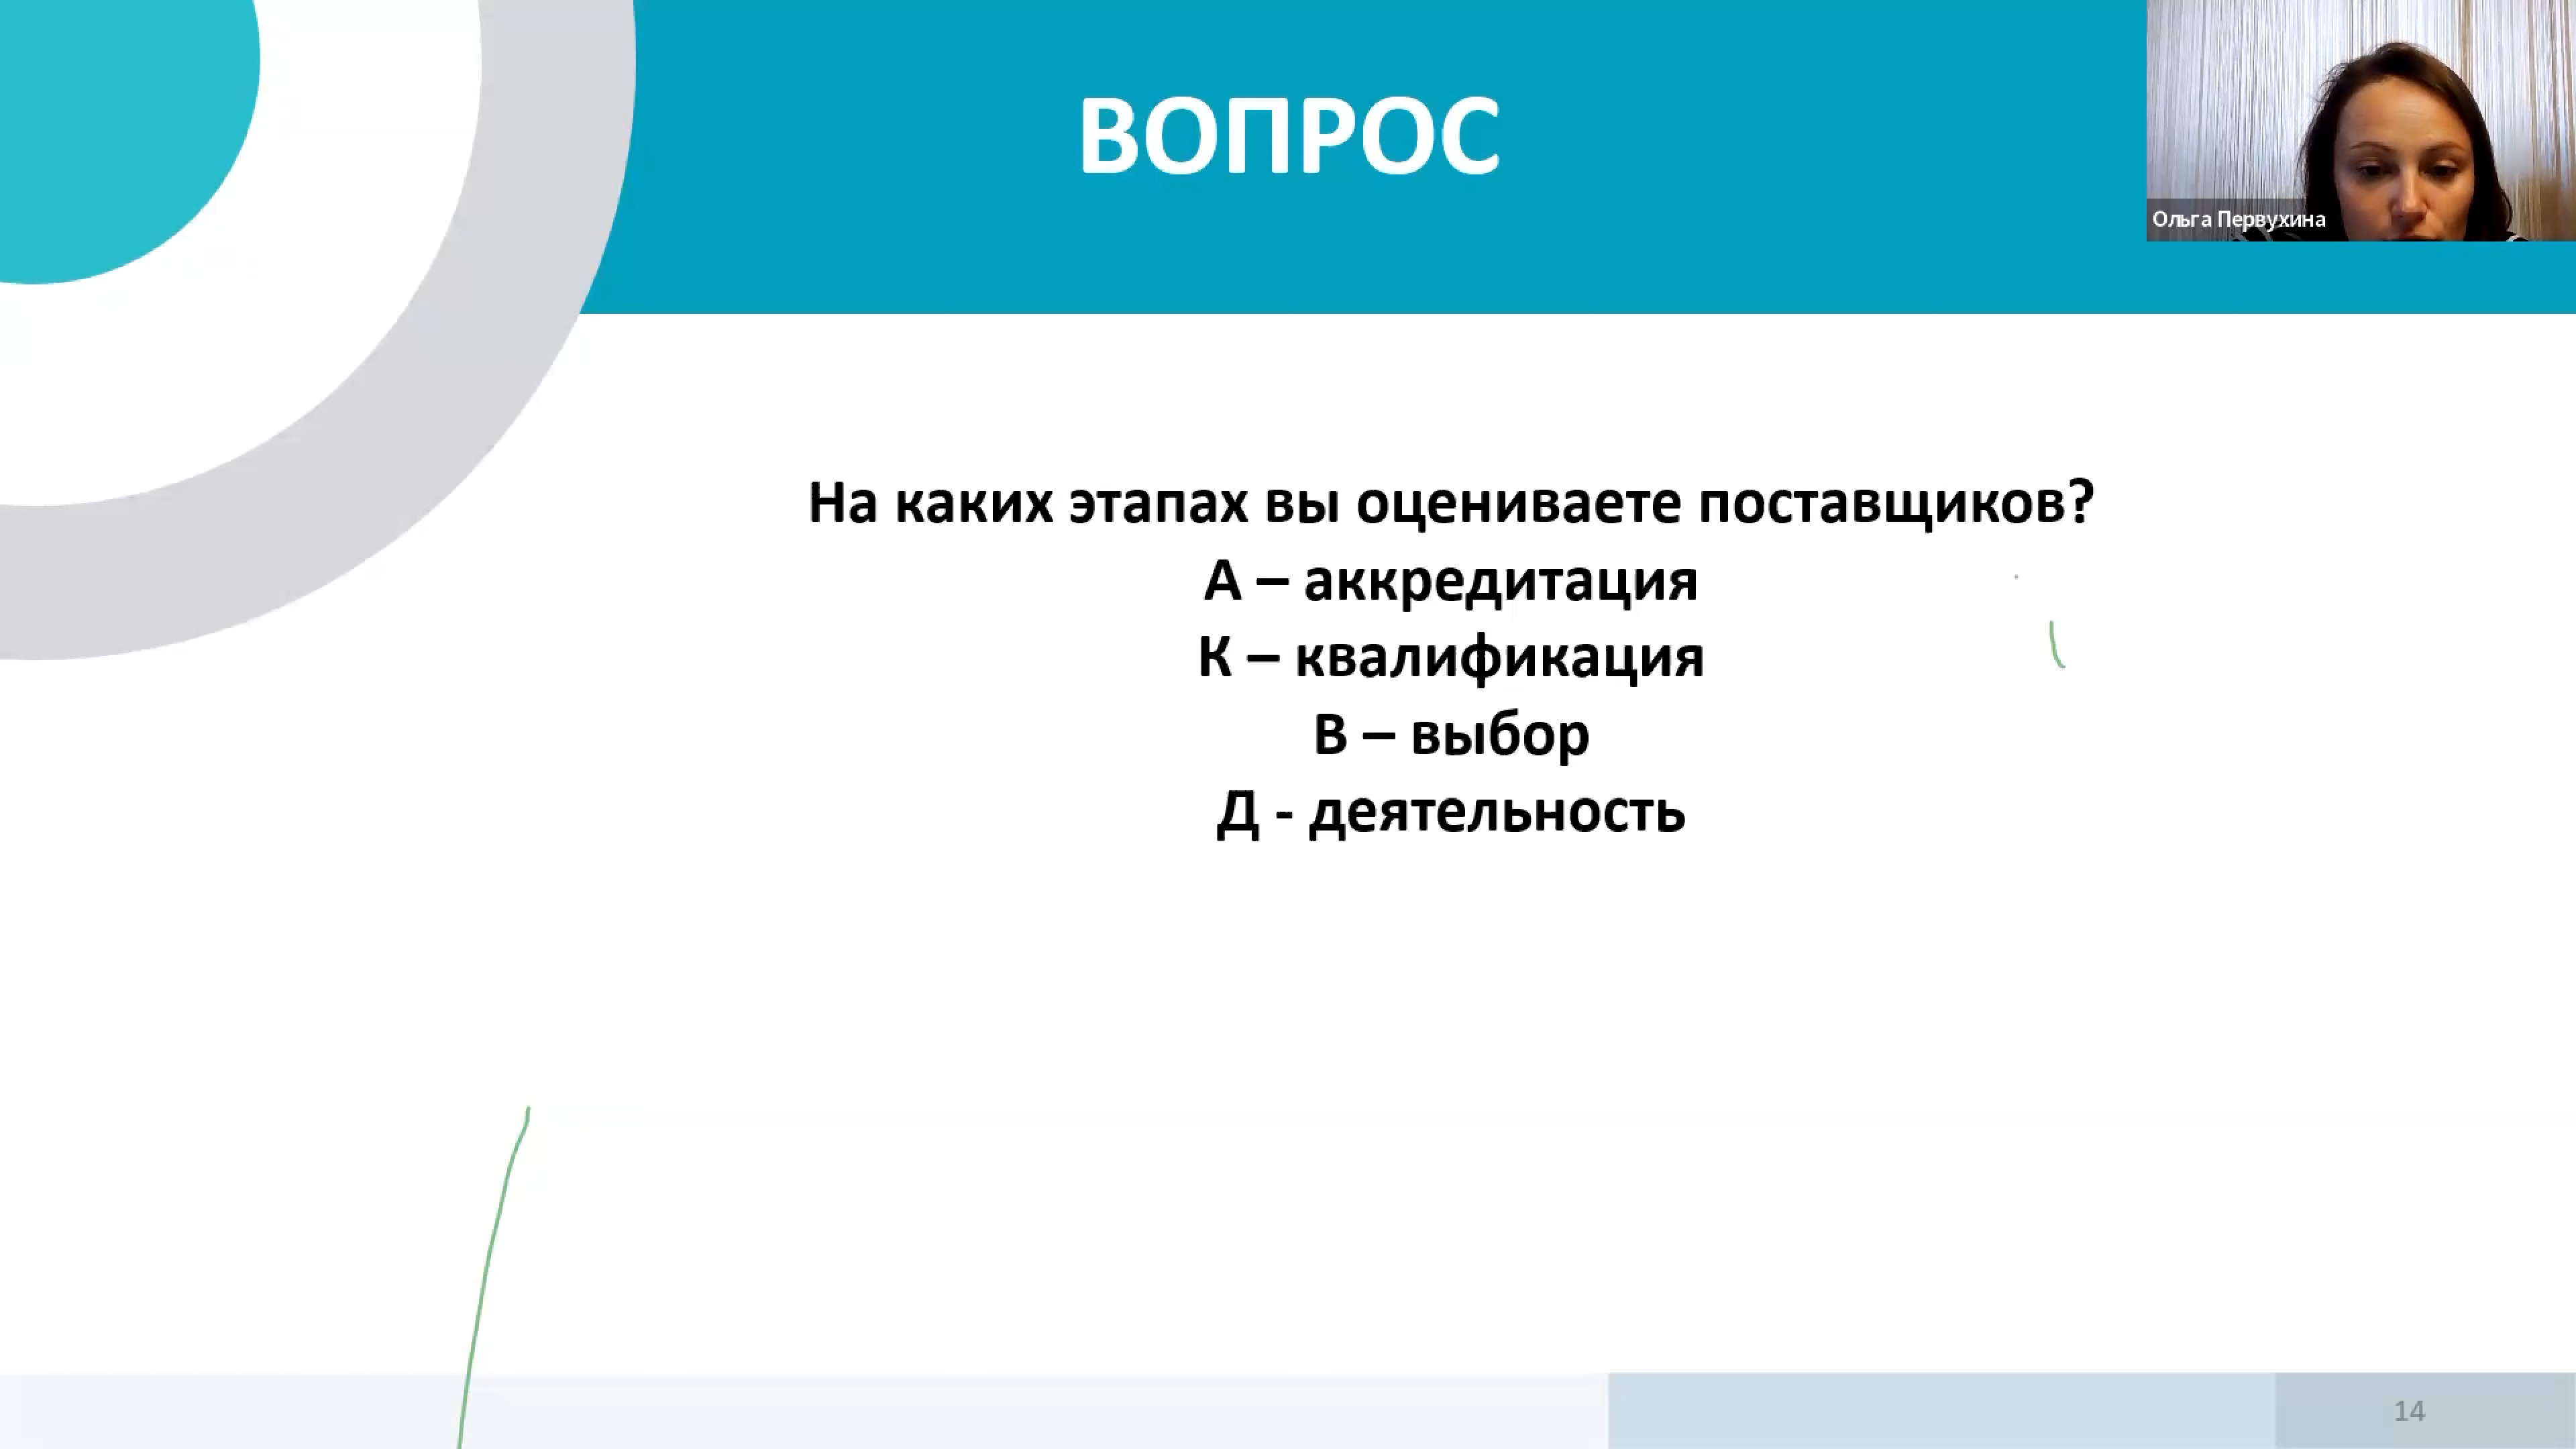 ВОПРОС
Ольга Первухина
На каких этапах вы оцениваете поставщиков?
А – аккредитация
К – квалификация
В – выбор
Д - деятельность
14